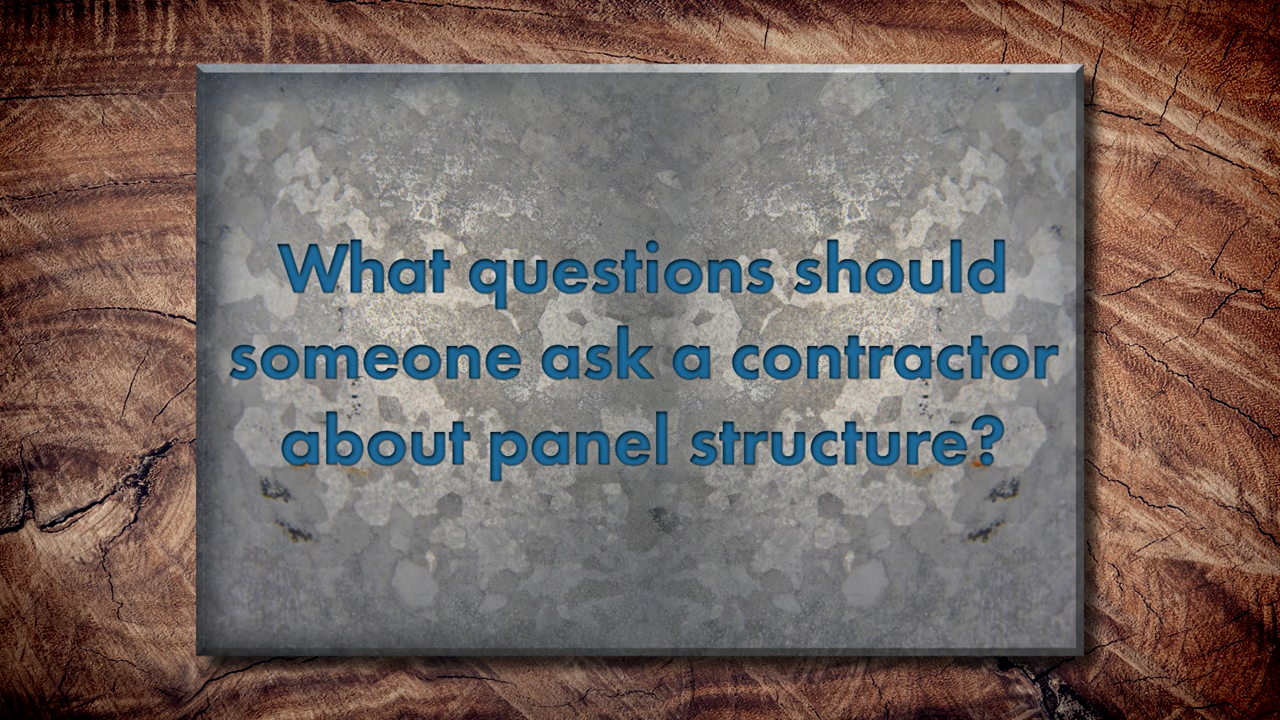 What questions should
someone ask a contractor
about panel structure?